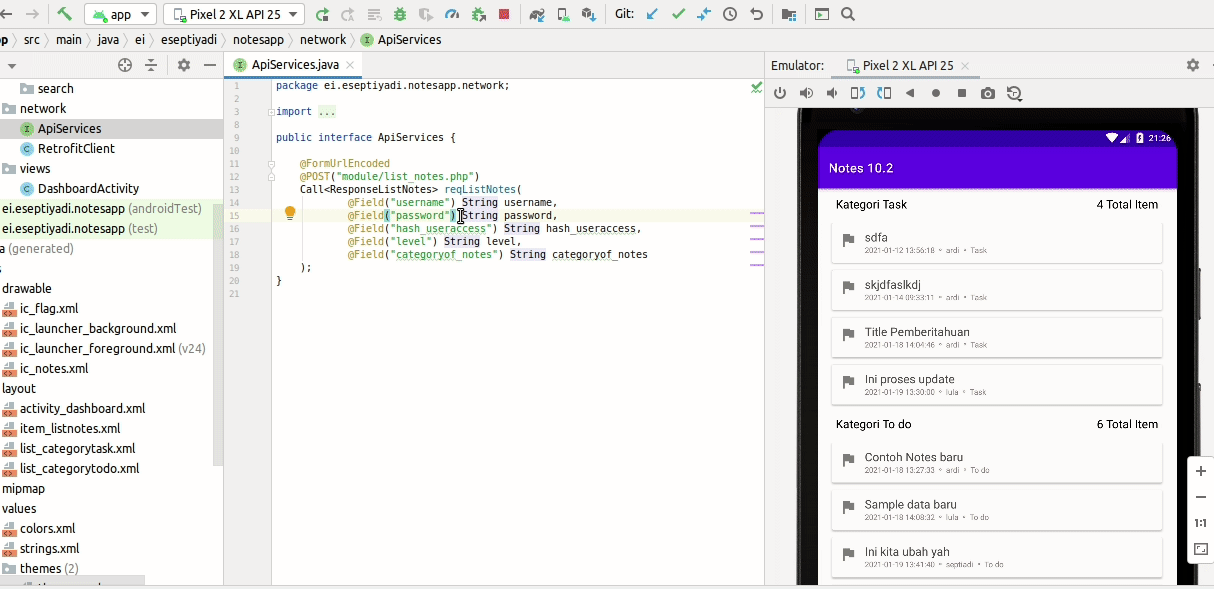 app
Pixel 2 XL API 25
Git:
p
src
main
java
ei
eseptiyadi
notesapp
network
ApiServices
search
network
ApiServices
RetrofitClient
views
DashboardActivity
ei.eseptiyadi.notesapp (androidTest)
ei.eseptiyadi.notesapp (test)
a (generated)
s
drawable
ic_flag.xml
ic_launcher_background.xml
ic_launcher_foreground.xml (v24)
ic_notes.xml
layout
activity_dashboard.xml
item_listnotes.xml
list_categorytask.xml
list_categorytodo.xml
mipmap
values
colors.xml
strings.xml
themes (2)
ApiServices.java
1 package ei.eseptiyadi.notesapp.network;
2
3 import ...
8
9 public interface ApiServices {
10
11 @FormUrlEncoded
12 @POST("module/list_notes.php")
13 Call<ResponseListNotes> reqListNotes(
14 @Field("username") String username,
15 @Field("password") String password,
16 @Field("hash_useraccess") String hash_useraccess,
17 @Field("level") String level,
18 @Field("categoryof_notes") String categoryof_notes
19 );
20 }
21
Emulator:
Pixel 2 XL API 25
21:26
Notes 10.2
Kategori Task 4 Total Item
sdfa
2021-01-12 13:56:18 • ardi • Task
skjdfaslkdj
2021-01-14 09:33:11 • ardi • Task
Title Pemberitahuan
2021-01-18 14:04:46 • ardi • Task
Ini proses update
2021-01-19 13:30:00 • lula • Task
Kategori To do 6 Total Item
Contoh Notes baru
2021-01-18 13:27:33 • ardi • To do
Sample data baru
2021-01-18 14:08:32 • lula • To do
Ini kita ubah yah
2021-01-19 13:41:40 • septiadi • To do
1:1